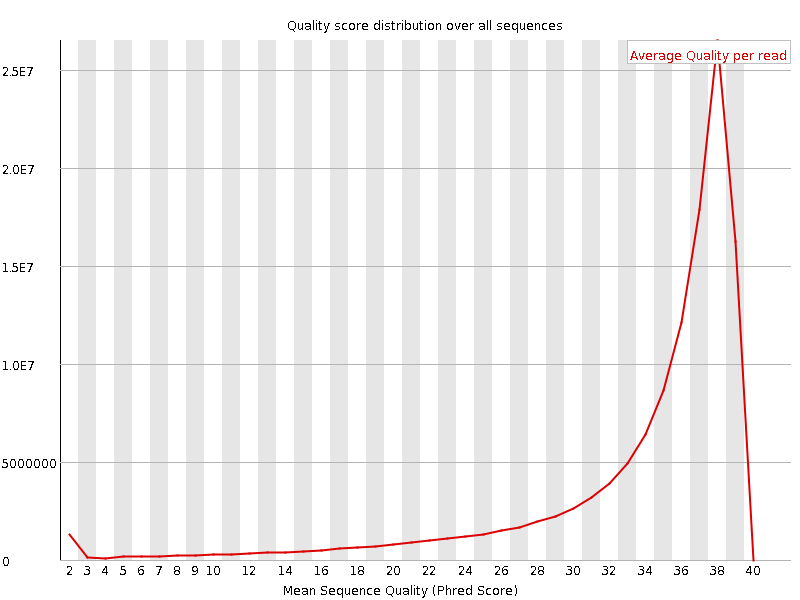 Quality score distribution over all sequences
Average Quality per read
2.5E7
2.0E7
1.5E7
1.0E7
5000000
0
2 3 4 5 6 7 8 9 10 12 14 16 18 20 22 24 26 28 30 32 34 36 38 40
Mean Sequence Quality (Phred Score)